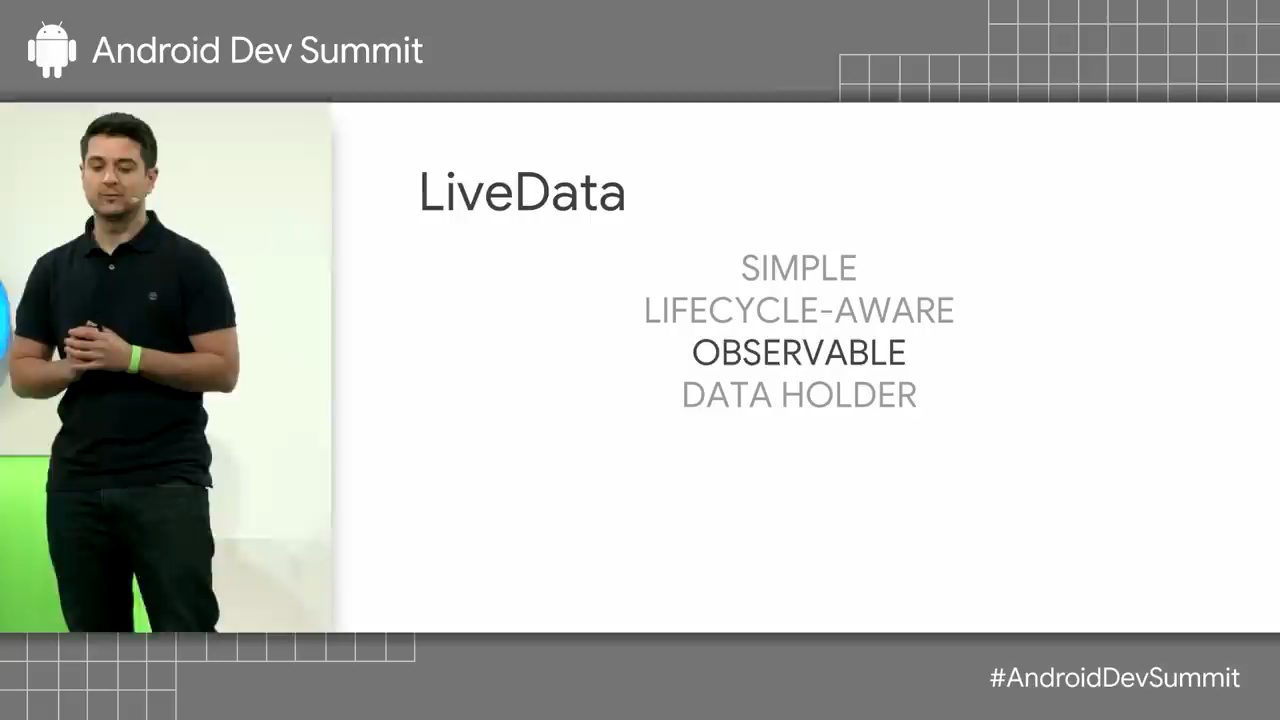 Android Dev Summit
LiveData
SIMPLE
LIFECYCLE-AWARE
OBSERVABLE
DATA HOLDER
#AndroidDevSummit